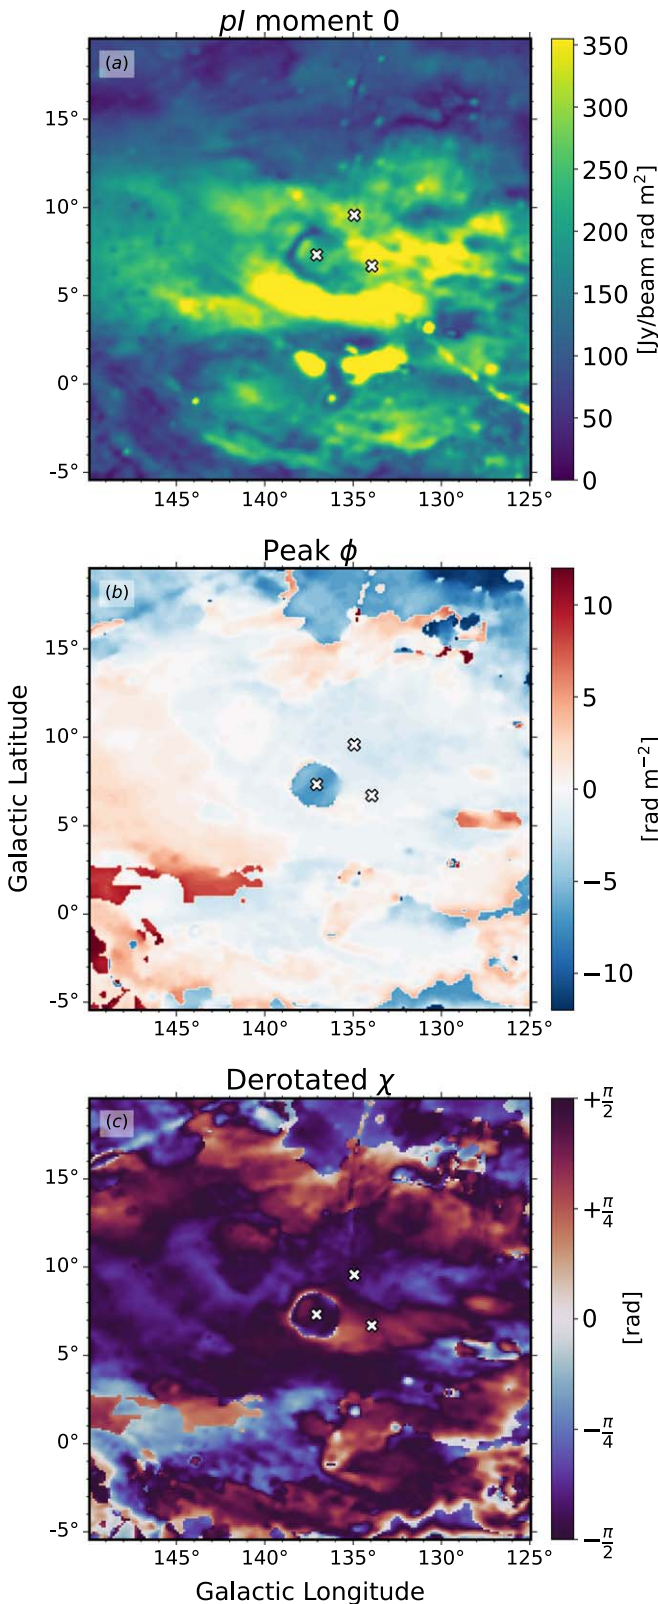 pI moment 0
(a)
15°
10°
5°
0°
-5°
145° 140° 135° 130° 125°
350
300
250
200
150
100
50
0
[Jy/beam rad m²]
Peak ϕ
(b)
15°
10°
5°
0°
-5°
145° 140° 135° 130° 125°
Galactic Latitude
10
5
0
−5
−10
[rad m⁻²]
Derotated χ
(c)
15°
10°
5°
0°
-5°
145° 140° 135° 130° 125°
Galactic Longitude
+π/2
+π/4
0
−π/4
−π/2
[rad]